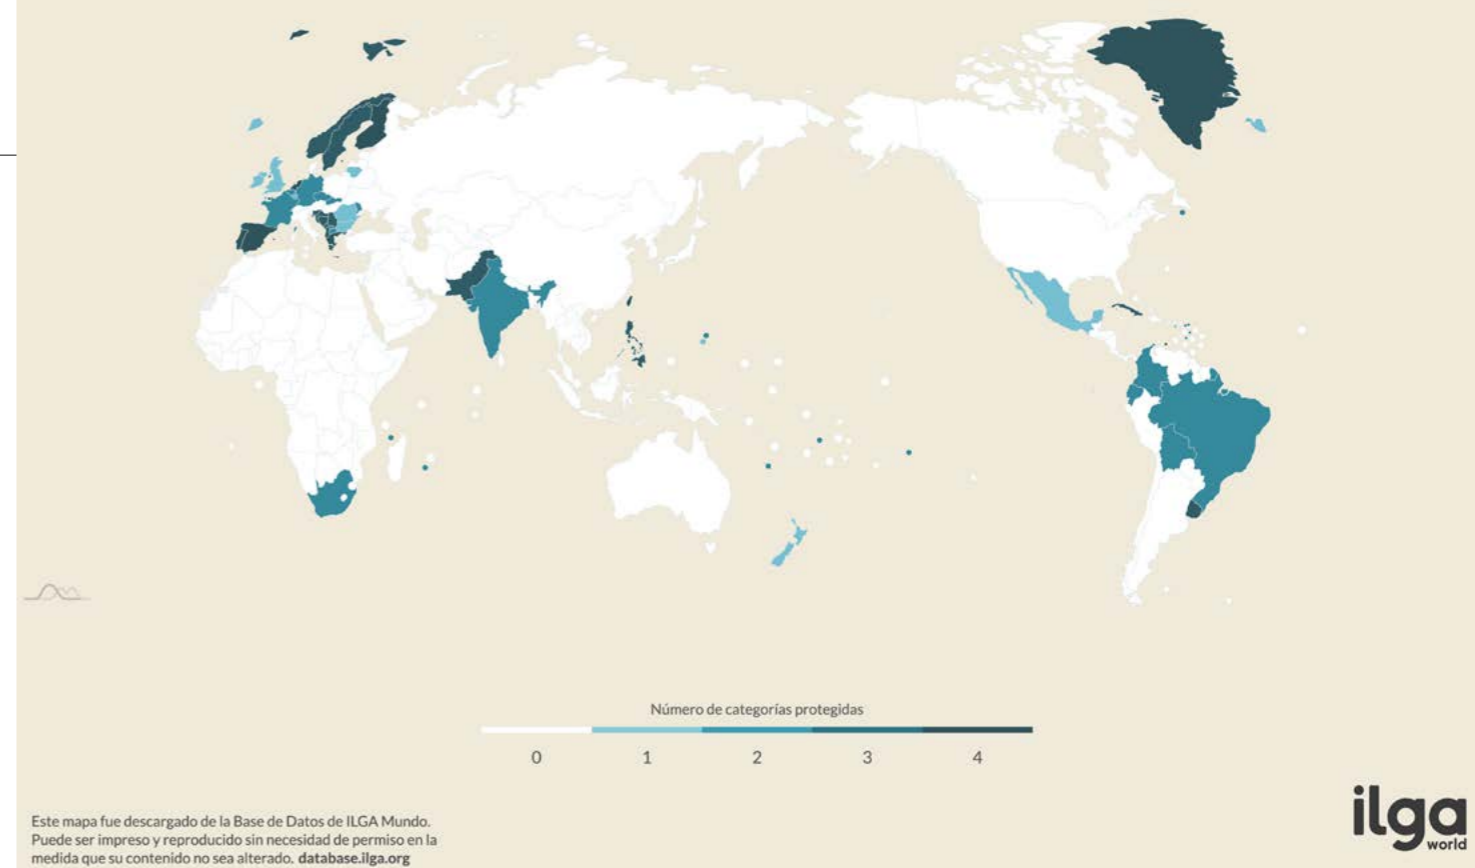 Número de categorías protegidas
0 1 2 3 4
Este mapa fue descargado de la Base de Datos de ILGA Mundo.
Puede ser impreso y reproducido sin necesidad de permiso en la
medida que su contenido no sea alterado. database.ilga.org
ilga
world